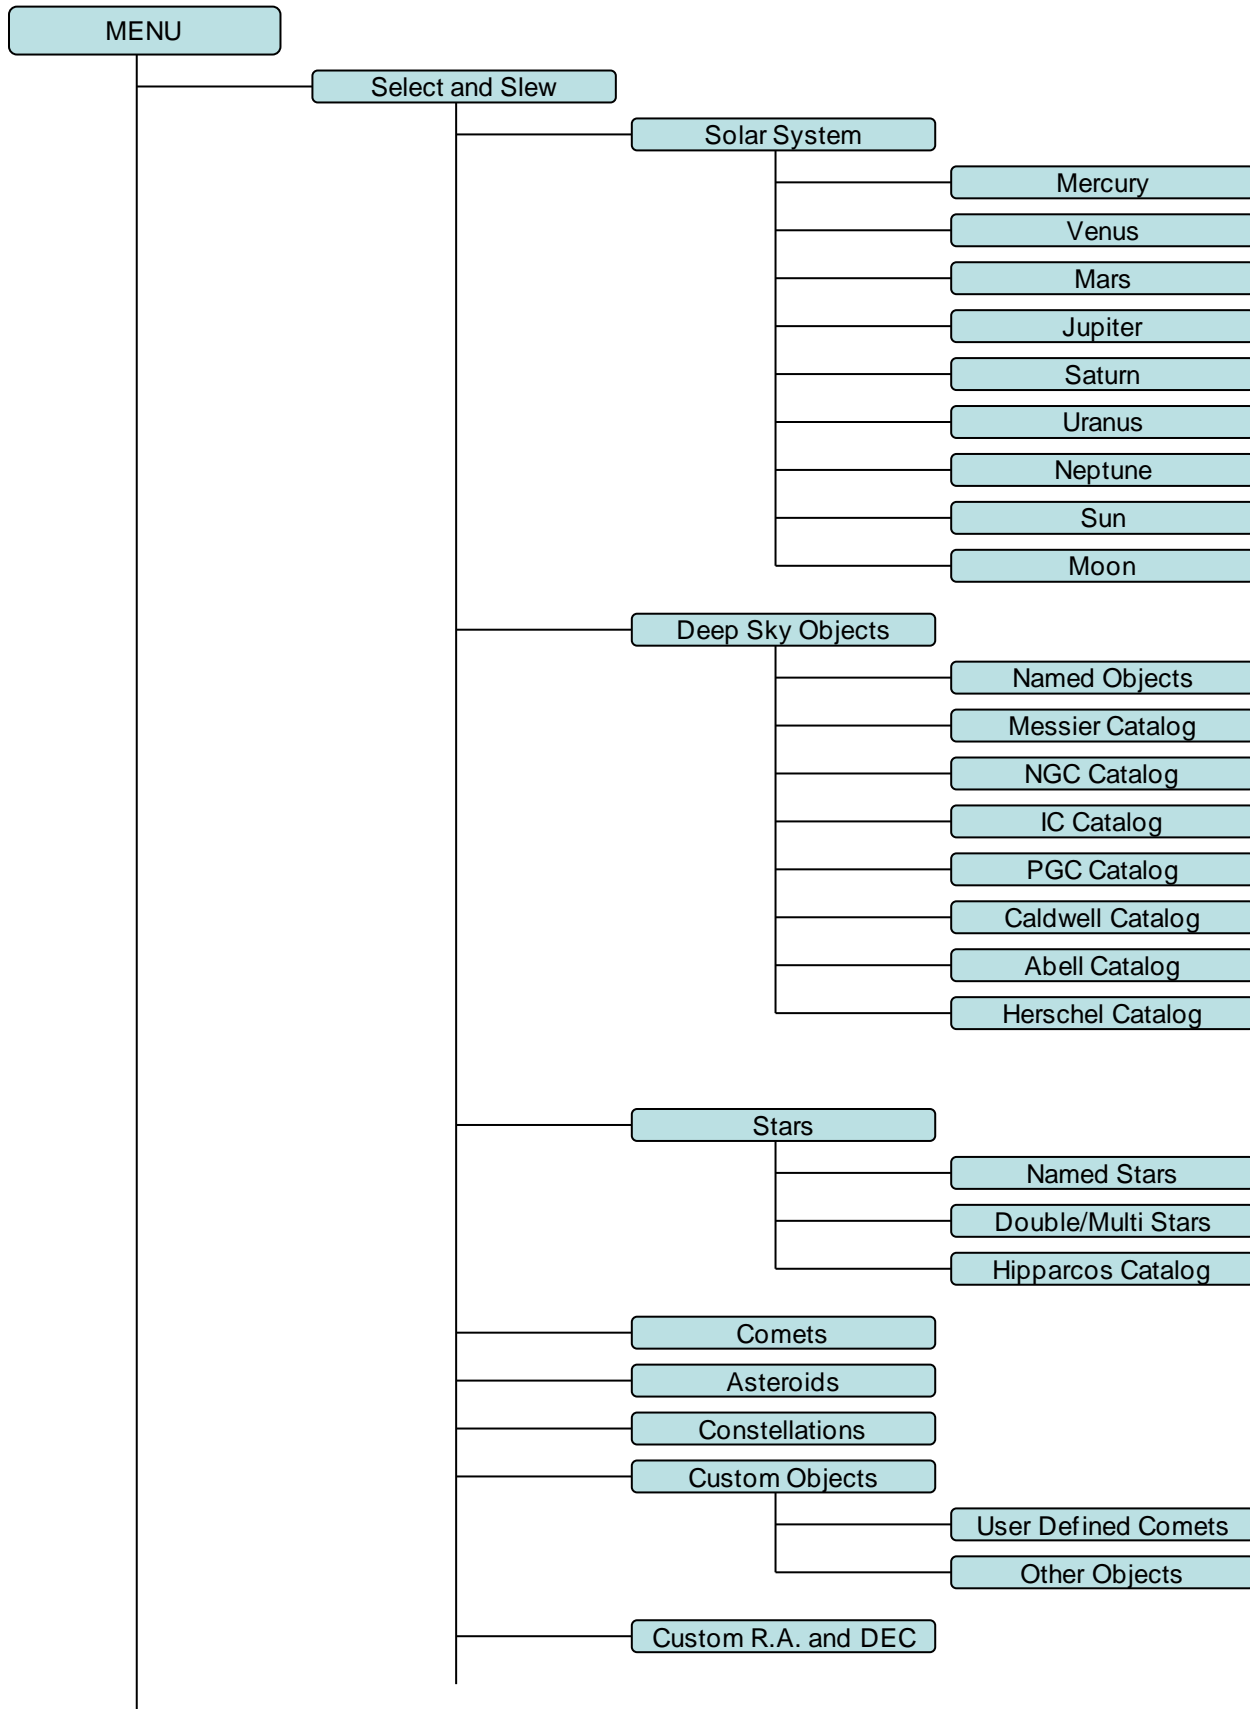 MENU
Select and Slew
Solar System
Mercury
Venus
Mars
Jupiter
Saturn
Uranus
Neptune
Sun
Moon
Deep Sky Objects
Named Objects
Messier Catalog
NGC Catalog
IC Catalog
PGC Catalog
Caldwell Catalog
Abell Catalog
Herschel Catalog
Stars
Named Stars
Double/Multi Stars
Hipparcos Catalog
Comets
Asteroids
Constellations
Custom Objects
User Defined Comets
Other Objects
Custom R.A. and DEC